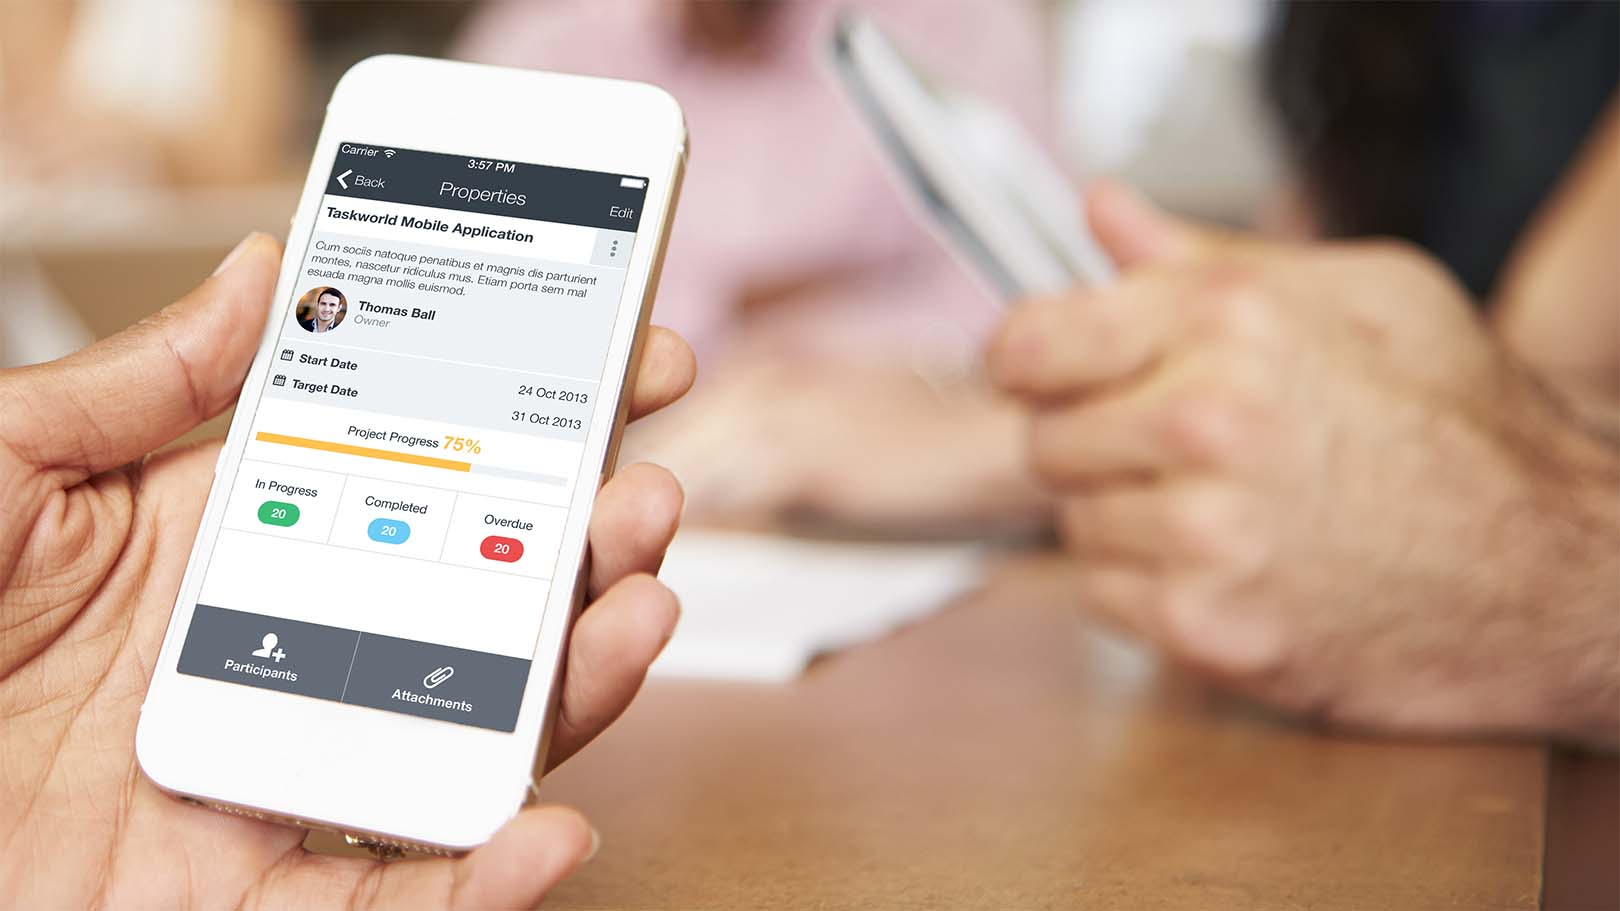 Carrier
3:57 PM
Back
Properties
Edit
Taskworld Mobile Application
Cum sociis natoque penatibus et magnis dis parturient
montes, nascetur ridiculus mus. Etiam porta sem mal
esuada magna mollis euismod.
Thomas Ball
Owner
Start Date
24 Oct 2013
Target Date
31 Oct 2013
Project Progress 75%
In Progress
20
Completed
20
Overdue
20
Participants
Attachments